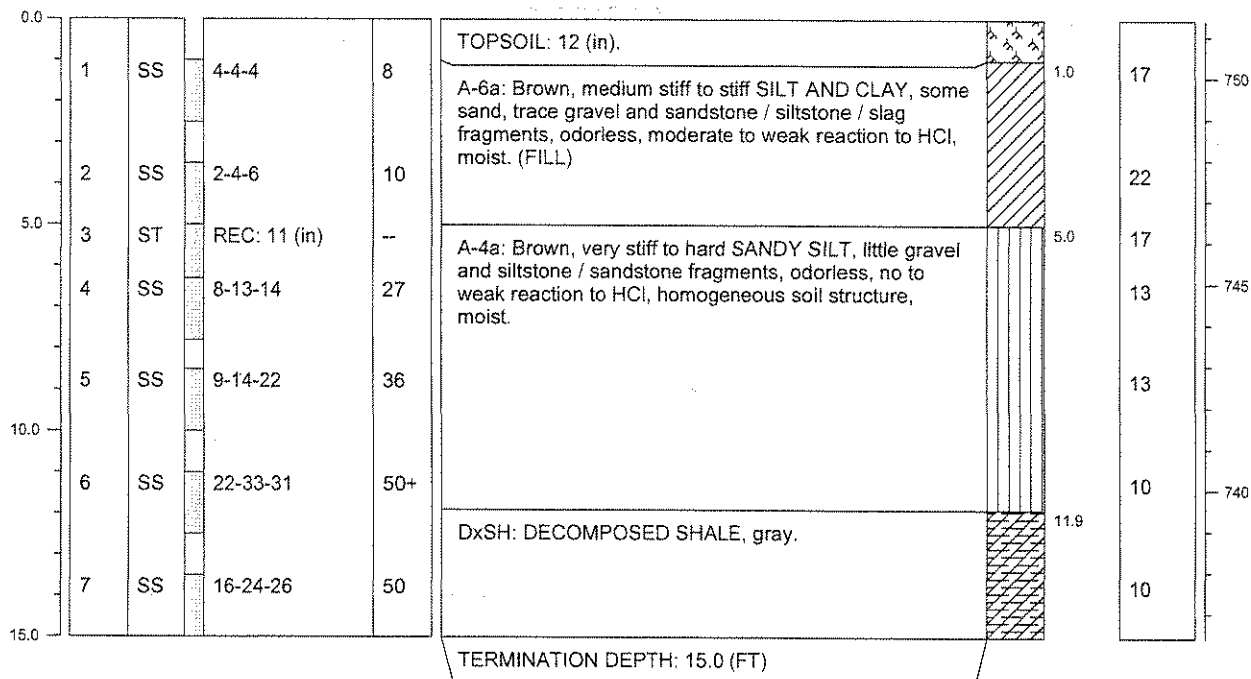 0.0
TOPSOIL: 12 (in).
1 SS 4-4-4 8 1.0 17 750
A-6a: Brown, medium stiff to stiff SILT AND CLAY, some
sand, trace gravel and sandstone / siltstone / slag
fragments, odorless, moderate to weak reaction to HCl,
moist. (FILL)
2 SS 2-4-6 10 22
5.0
3 ST REC: 11 (in) -- 5.0 17
A-4a: Brown, very stiff to hard SANDY SILT, little gravel
and siltstone / sandstone fragments, odorless, no to
weak reaction to HCl, homogeneous soil structure,
moist.
4 SS 8-13-14 27 13 745
5 SS 9-14-22 36 13
10.0
6 SS 22-33-31 50+ 10 740
11.9
DxSH: DECOMPOSED SHALE, gray.
7 SS 16-24-26 50 10
15.0
TERMINATION DEPTH: 15.0 (FT)